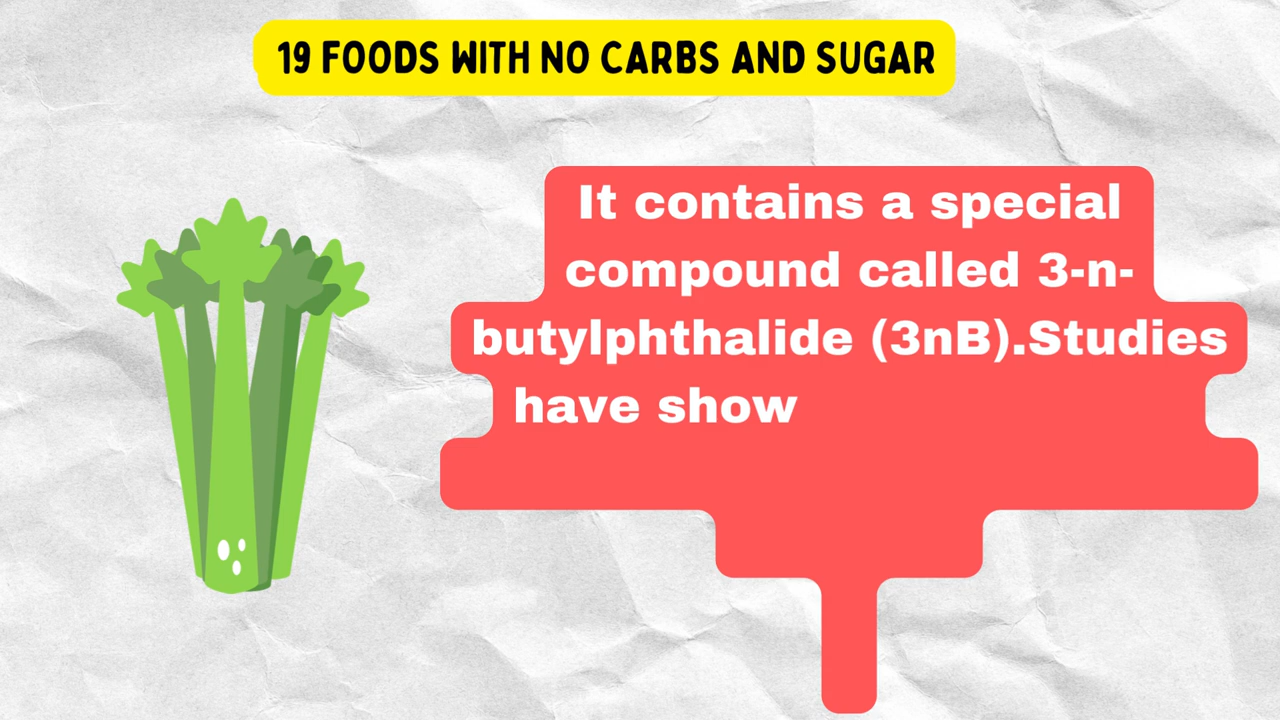 19 FOODS WITH NO CARBS AND SUGAR
It contains a special
compound called 3-n-
butylphthalide (3nB).Studies
have show